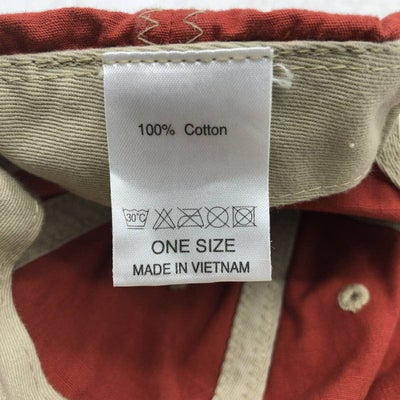 100% Cotton
30°C
ONE SIZE
MADE IN VIETNAM